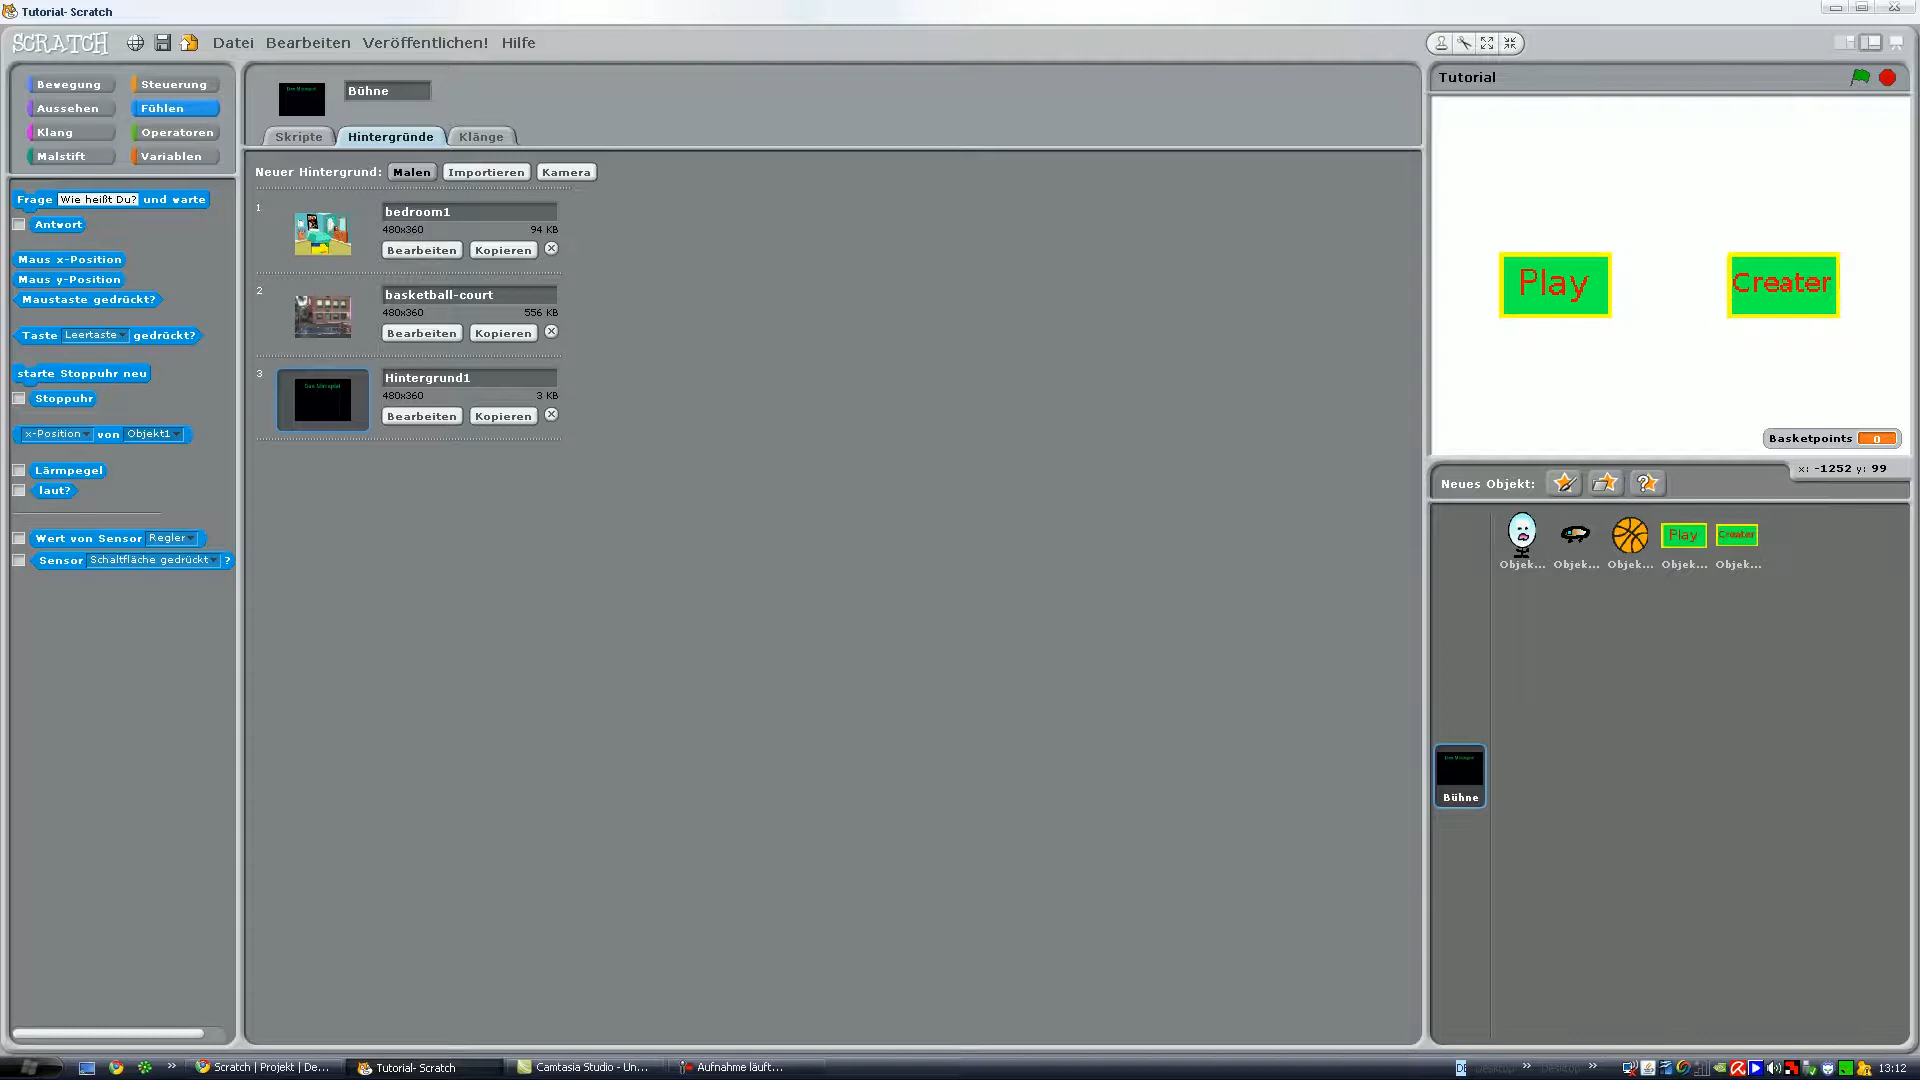 Tutorial- Scratch
SCRATCH
Datei Bearbeiten Veröffentlichen! Hilfe
Bewegung Steuerung
Aussehen Fühlen
Klang Operatoren
Malstift Variablen
Frage Wie heißt Du? und warte
Antwort
Maus x-Position
Maus y-Position
Maustaste gedrückt?
Taste Leertaste gedrückt?
starte Stoppuhr neu
Stoppuhr
x-Position von Objekt1
Lärmpegel
laut?
Wert von Sensor Regler
Sensor Schaltfläche gedrückt ?
Bühne
Skripte Hintergründe Klänge
Neuer Hintergrund: Malen Importieren Kamera
1
bedroom1
480x360 94 KB
Bearbeiten Kopieren
2
basketball-court
480x360 556 KB
Bearbeiten Kopieren
3
Hintergrund1
480x360 3 KB
Bearbeiten Kopieren
Tutorial
Play
Creater
Basketpoints 0
x: -1252 y: 99
Neues Objekt:
Play
Creater
Objek... Objek... Objek... Objek... Objek...
Bühne
Scratch | Projekt | De...
Tutorial- Scratch
Camtasia Studio - Un...
Aufnahme läuft...
DE
Desktop
Desktop
13:12